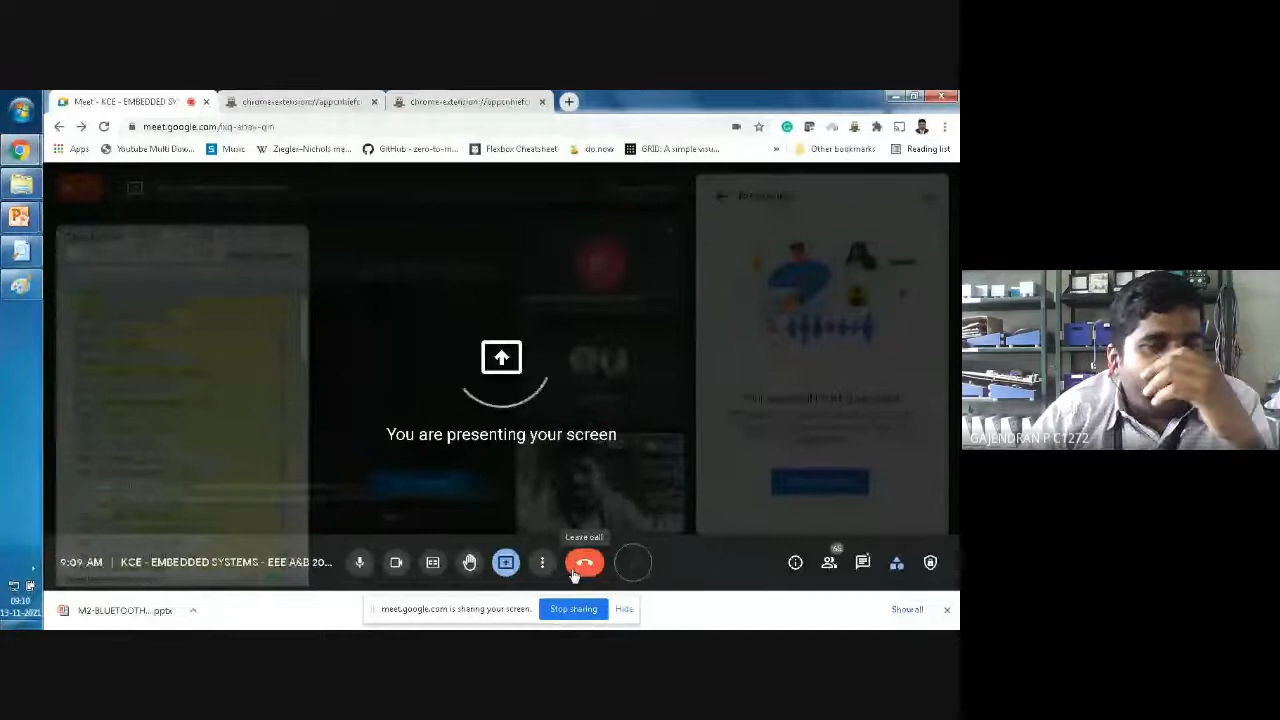 Meet - KCE - EMBEDDED SY
chrome-extension://appcnhiefc
chrome-extension://appcnhiefc
meet.google.com
Apps
Youtube Multi Dow...
Music
Ziegler-Nichols me...
GitHub - zero-to-m...
Flexbox Cheatsheet
do.now
GRID: A simple visu...
»
Other bookmarks
Reading list
You are presenting your screen
Leave call
9:09 AM | KCE - EMBEDDED SYSTEMS - EEE A&B 20...
GAJENDRAN P C1272
M2-BLUETOOTH....pptx
meet.google.com is sharing your screen.
Stop sharing
Hide
Show all
09:10
13-11-2021